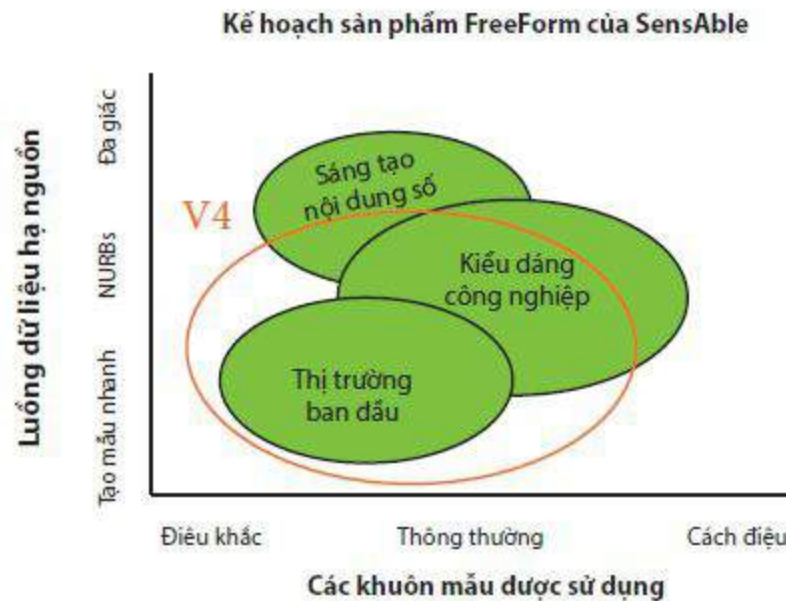 Kế hoạch sản phẩm FreeForm của SensAble
Luồng dữ liệu hạ nguồn
Đa giác
NURBs
Tạo mẫu nhanh
V4
Sáng tạo
nội dung số
Kiểu dáng
công nghiệp
Thị trường
ban dầu
Điêu khắc
Thông thường
Cách điệu
Các khuôn mẫu dược sử dụng